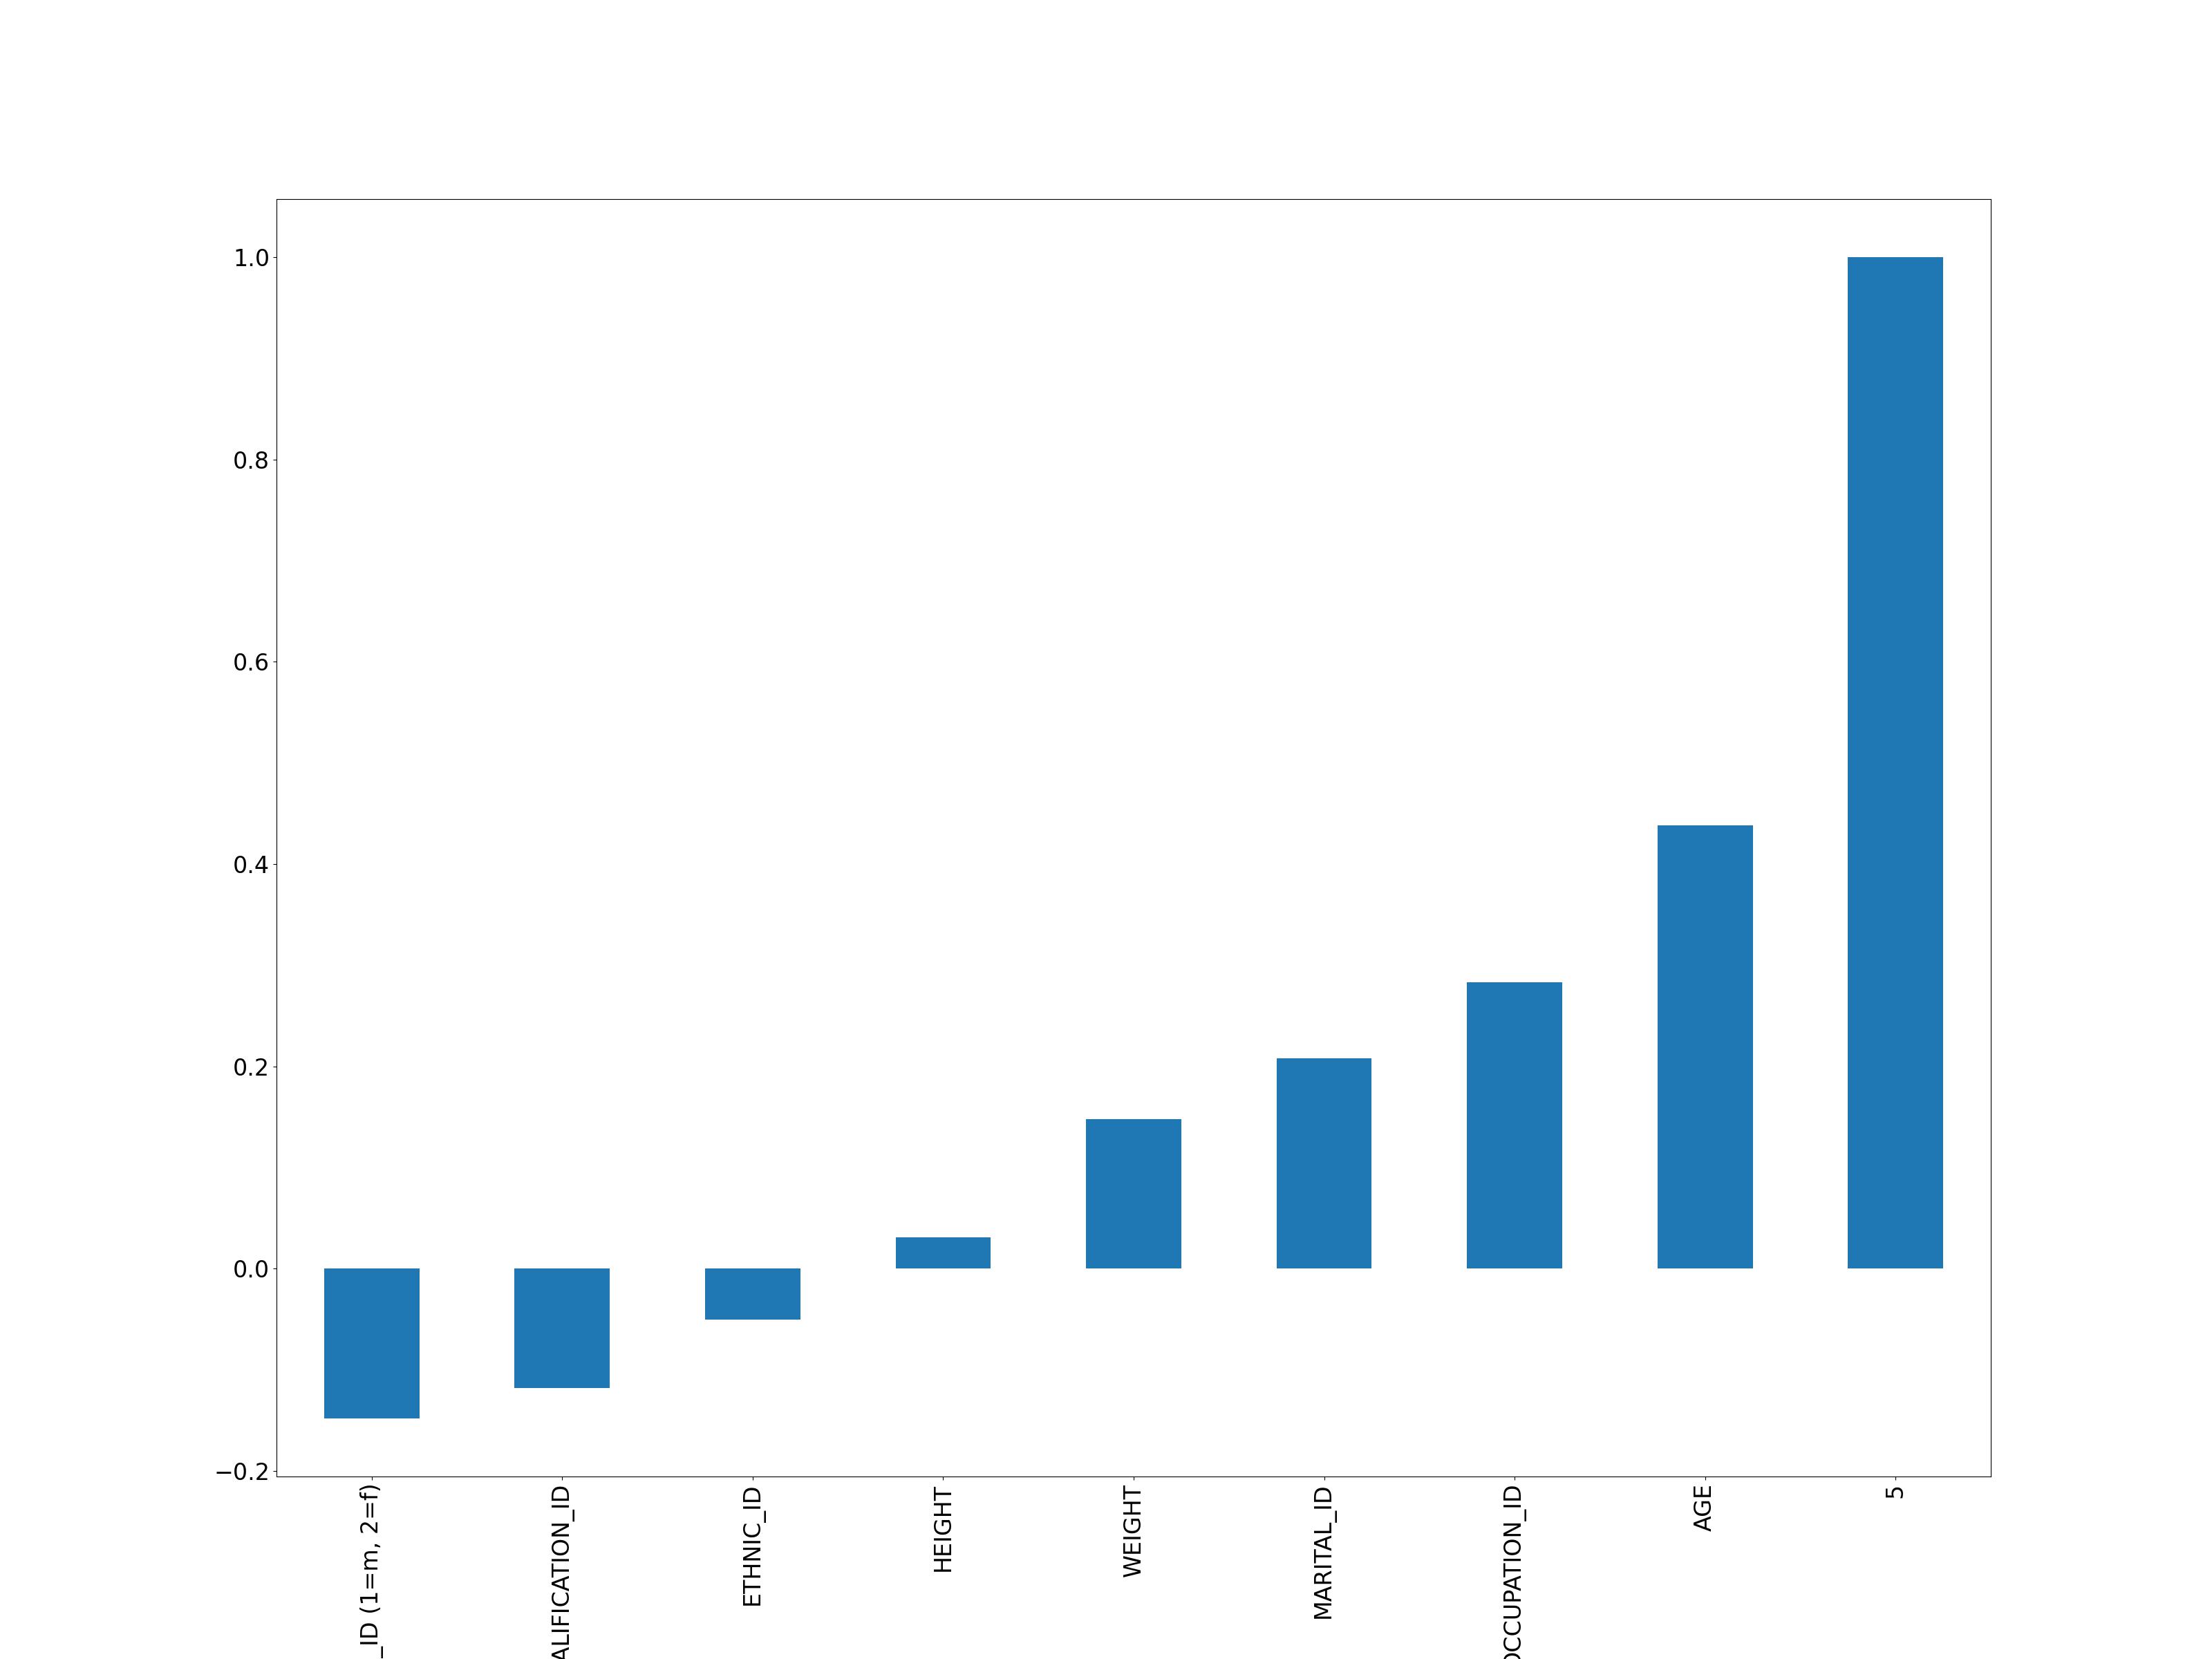 1.0
0.8
0.6
0.4
0.2
0.0
−0.2
_ID (1=m, 2=f)
ALIFICATION_ID
ETHNIC_ID
HEIGHT
WEIGHT
MARITAL_ID
OCCUPATION_ID
AGE
5